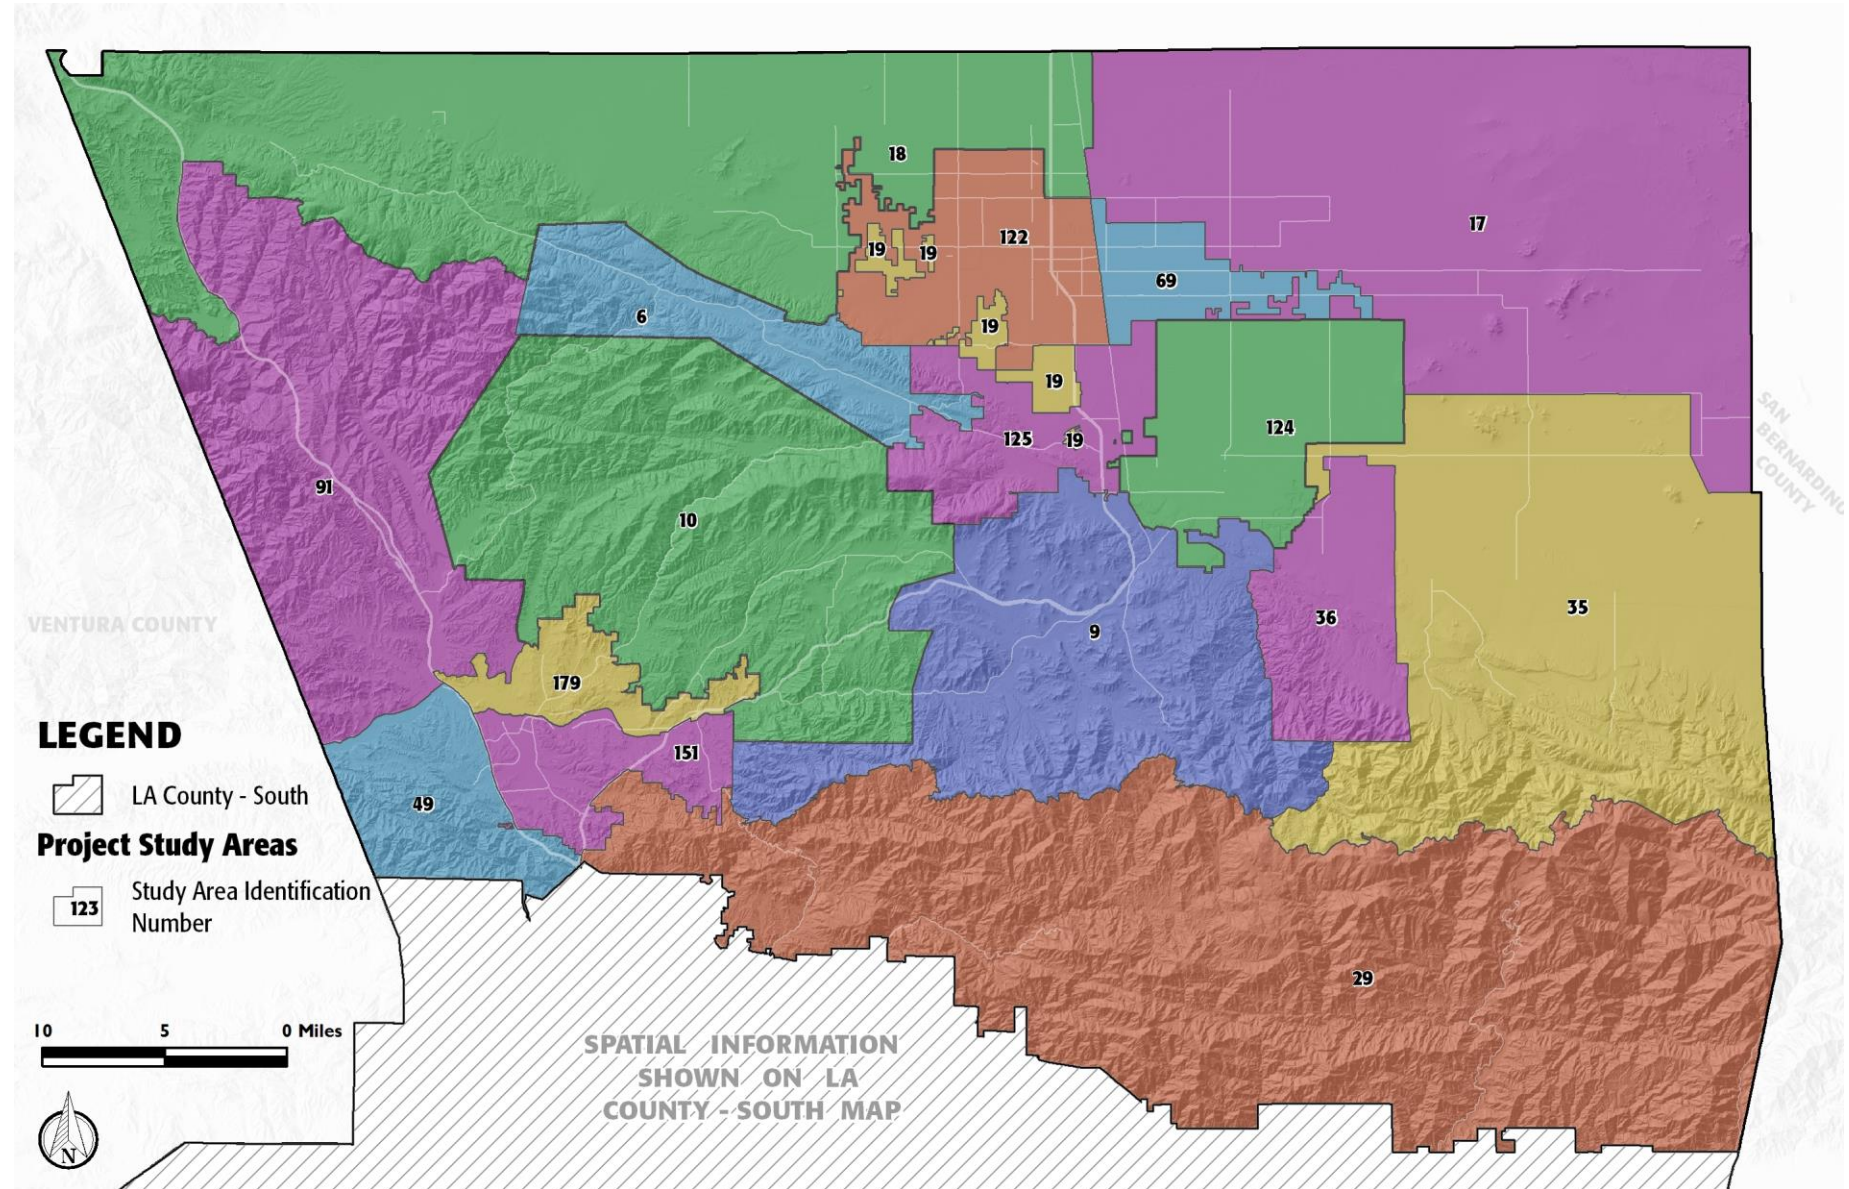 18
17
122
19
19
69
6
19
19
SAN
BERNARDINO
COUNTY
124
125
19
91
10
35
36
9
VENTURA COUNTY
179
LEGEND
151
LA County - South
49
Project Study Areas
123
Study Area Identification
Number
29
10 5 0 Miles
SPATIAL INFORMATION
SHOWN ON LA
COUNTY - SOUTH MAP
N